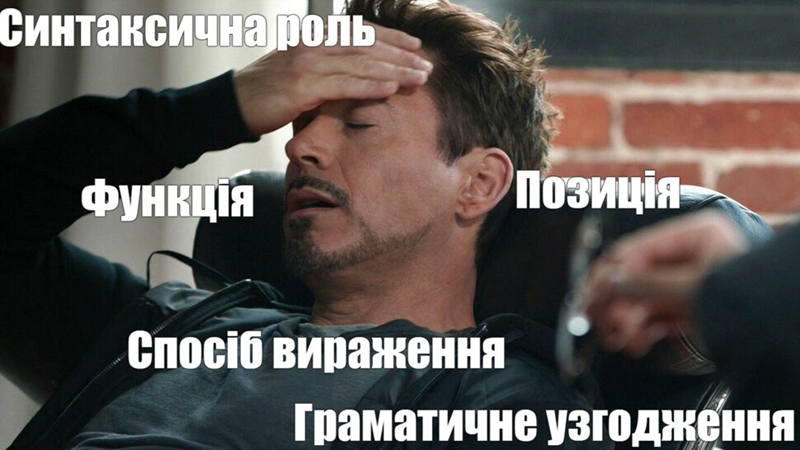 Синтаксична роль
Функція
Позиція
Спосіб вираження
Граматичне узгодження